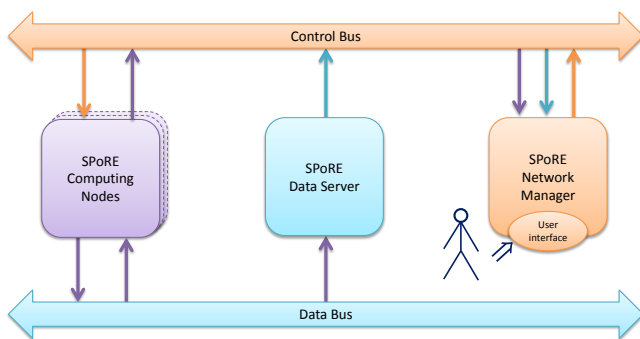 Control Bus
SPoRE
Computing
Nodes
SPoRE
Data Server
SPoRE
Network
Manager
User
interface
Data Bus